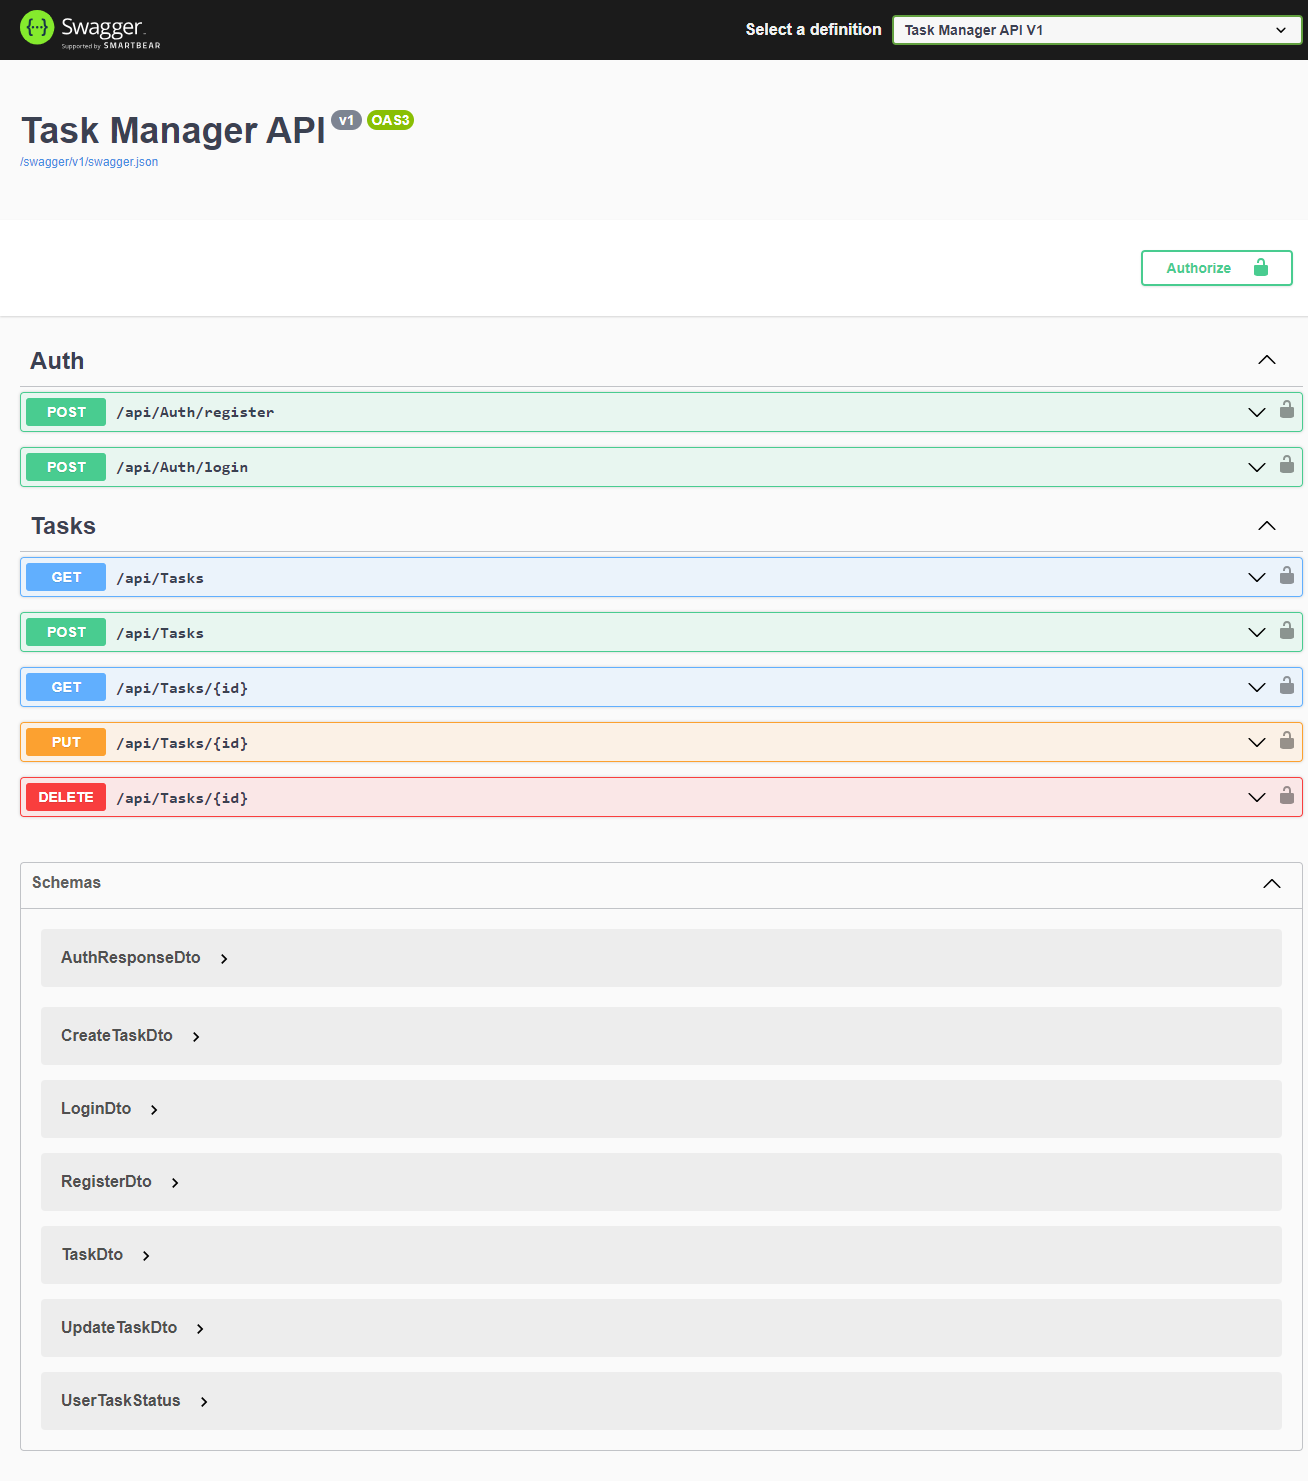 Swagger
Supported by SMARTBEAR
Select a definition
Task Manager API V1
Task Manager API v1 OAS3
/swagger/v1/swagger.json
Authorize
Auth
POST /api/Auth/register
POST /api/Auth/login
Tasks
GET /api/Tasks
POST /api/Tasks
GET /api/Tasks/{id}
PUT /api/Tasks/{id}
DELETE /api/Tasks/{id}
Schemas
AuthResponseDto
CreateTaskDto
LoginDto
RegisterDto
TaskDto
UpdateTaskDto
UserTaskStatus